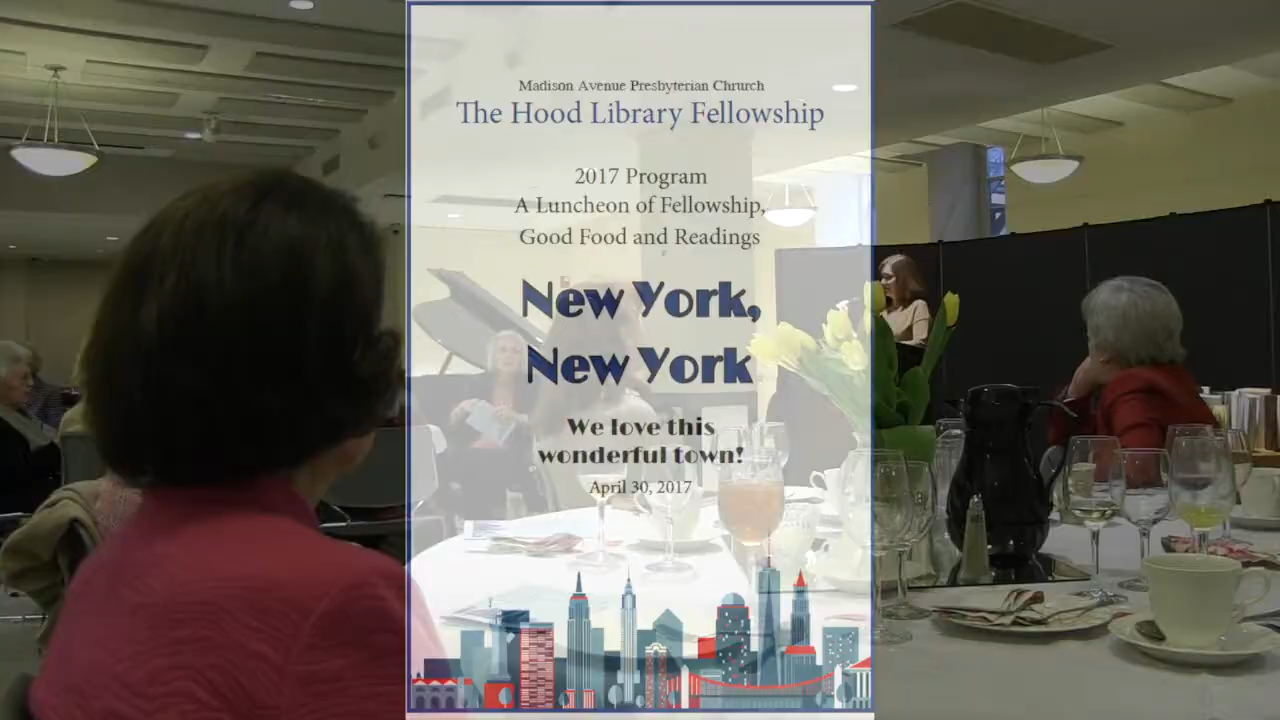 Madison Avenue Presbyterian Chrurch
The Hood Library Fellowship
2017 Program
A Luncheon of Fellowship,
Good Food and Readings
New York,
New York
We love this
wonderful town!
April 30, 2017